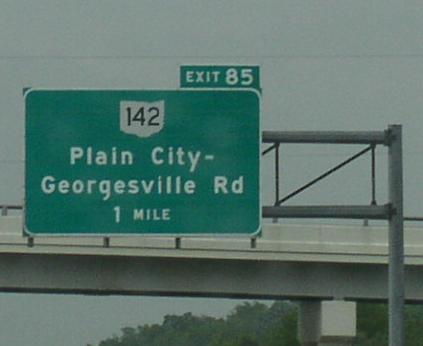 EXIT 85
142
Plain City-
Georgesville Rd
1 MILE